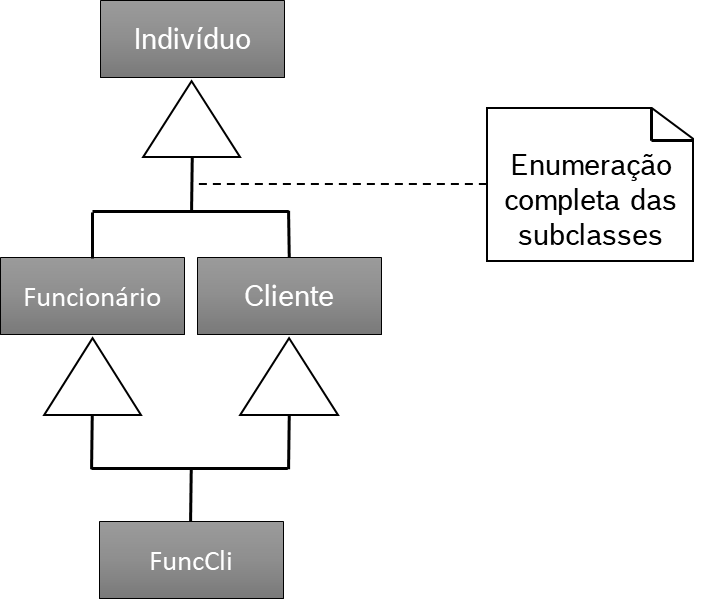 Indivíduo
Enumeração
completa das
subclasses
Funcionário
Cliente
FuncCli